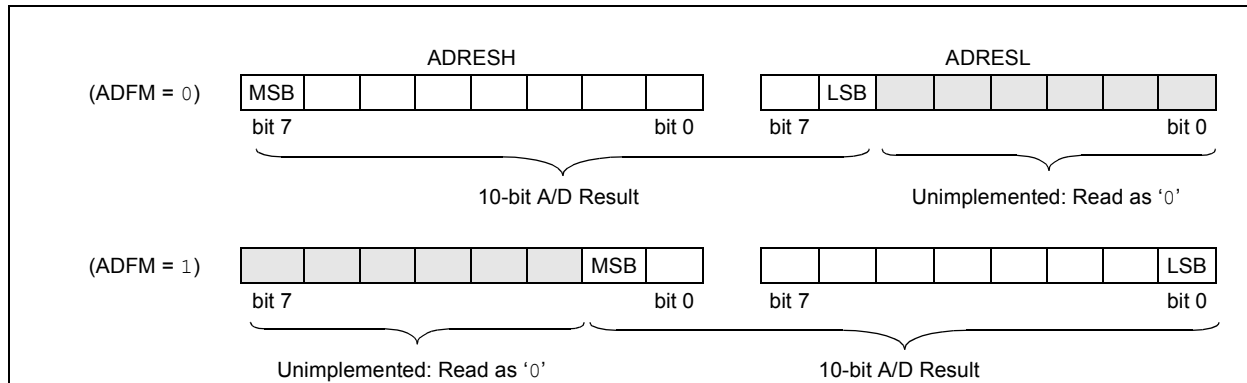 ADRESH ADRESL
(ADFM = 0) MSB LSB
bit 7 bit 0 bit 7 bit 0
10-bit A/D Result Unimplemented: Read as ‘0’
(ADFM = 1) MSB LSB
bit 7 bit 0 bit 7 bit 0
Unimplemented: Read as ‘0’ 10-bit A/D Result